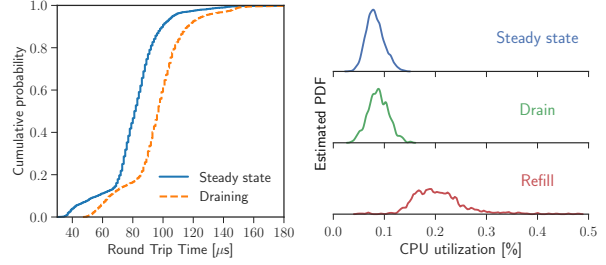 1.0
0.8
0.6
0.4
0.2
0.0
Cumulative probability
Steady state
Draining
40 60 80 100 120 140 160 180
Round Trip Time [μs]
Estimated PDF
Steady state
Drain
Refill
0.0 0.1 0.2 0.3 0.4 0.5
CPU utilization [%]